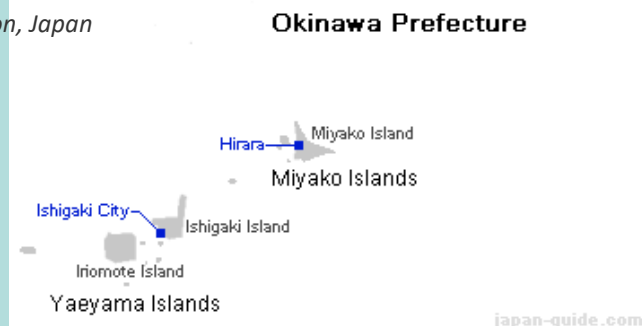 on, Japan
Okinawa Prefecture
Miyako Island
Hirara
Miyako Islands
Ishigaki City
Ishigaki Island
Iriomote Island
Yaeyama Islands
japan-guide.com